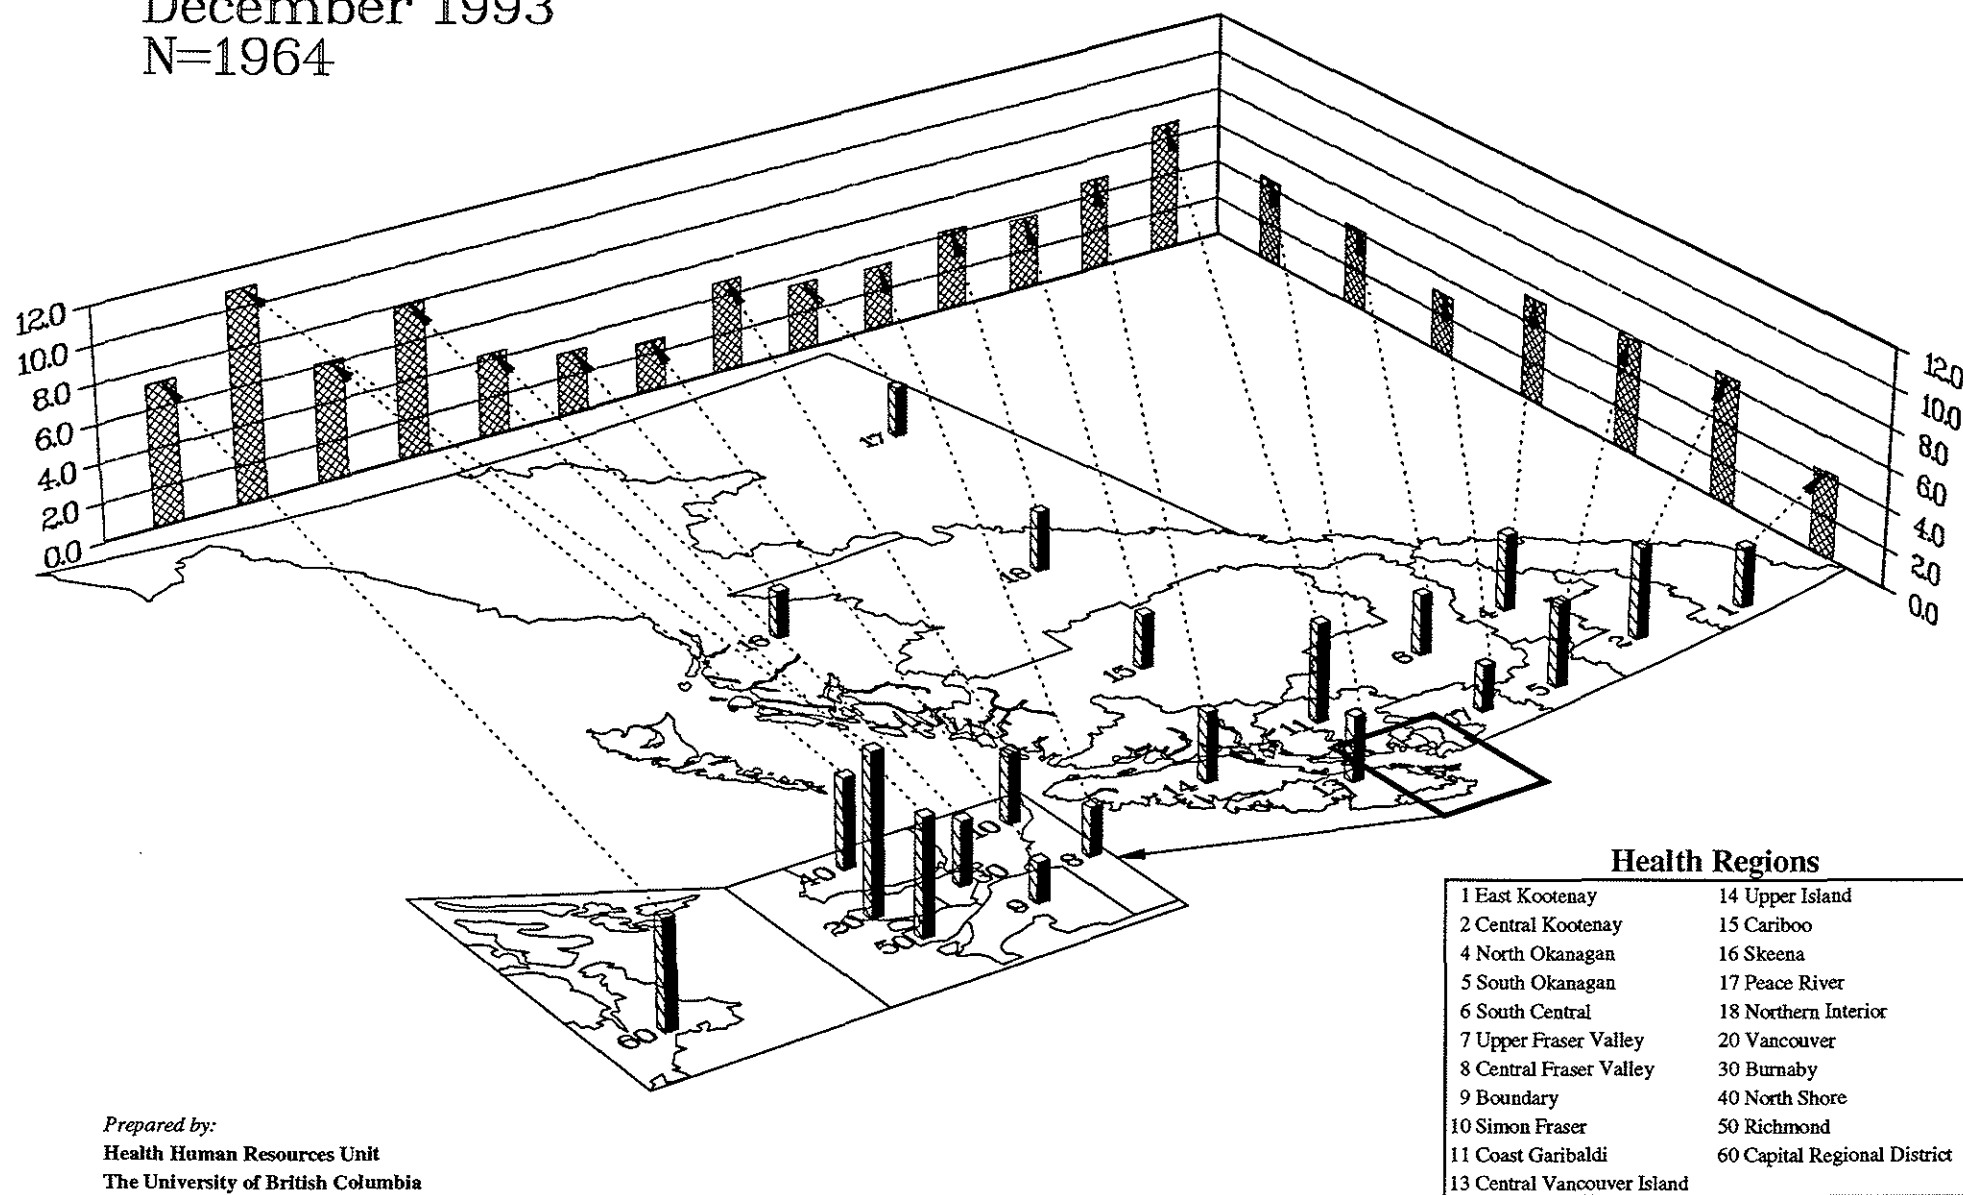 December 1993
N=1964
12.0
10.0
8.0
6.0
4.0
2.0
0.0
12.0
10.0
8.0
6.0
4.0
2.0
0.0
17
18
16
15
14
11
13
6
4
5
7
2
1
40
20
50
30
10
9
8
60
Health Regions
1 East Kootenay
2 Central Kootenay
4 North Okanagan
5 South Okanagan
6 South Central
7 Upper Fraser Valley
8 Central Fraser Valley
9 Boundary
10 Simon Fraser
11 Coast Garibaldi
13 Central Vancouver Island
14 Upper Island
15 Cariboo
16 Skeena
17 Peace River
18 Northern Interior
20 Vancouver
30 Burnaby
40 North Shore
50 Richmond
60 Capital Regional District
Prepared by:
Health Human Resources Unit
The University of British Columbia